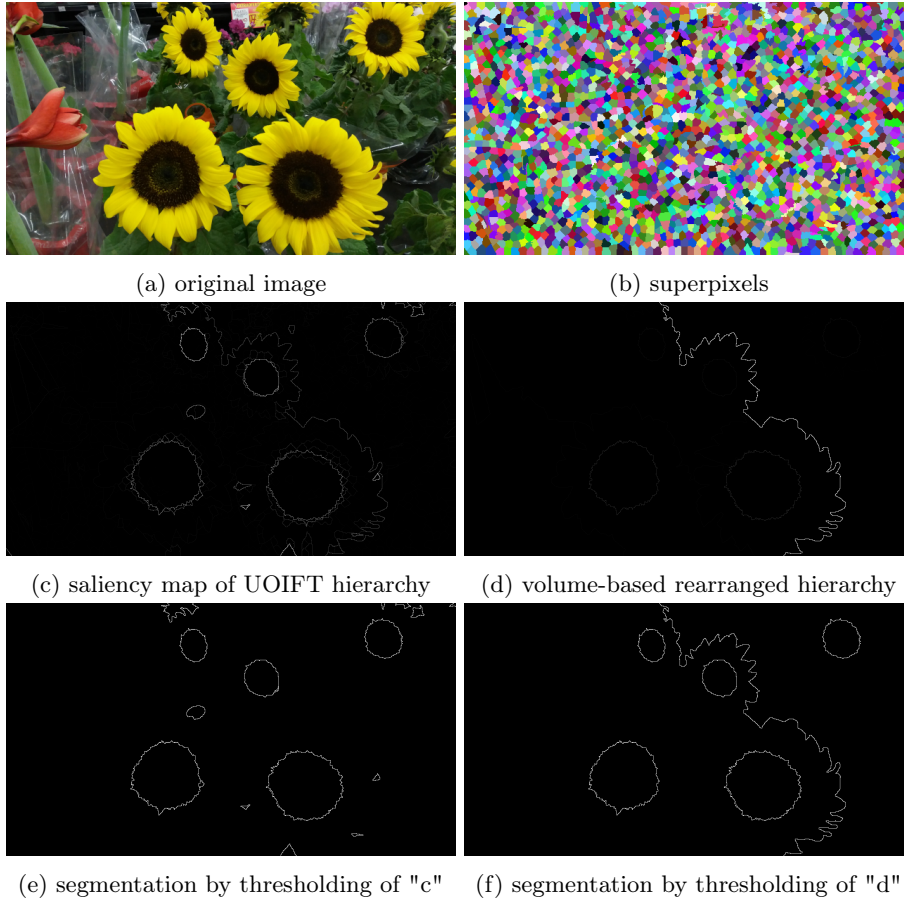 (a) original image
(b) superpixels
(c) saliency map of UOIFT hierarchy
(d) volume-based rearranged hierarchy
(e) segmentation by thresholding of "c"
(f) segmentation by thresholding of "d"